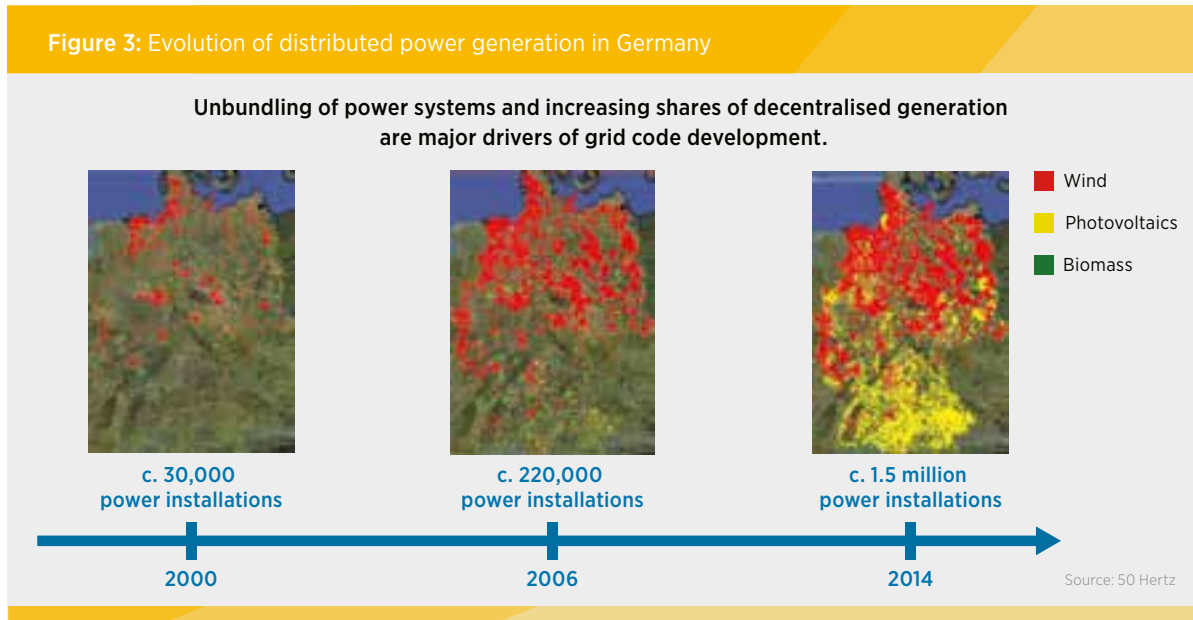 Figure 3: Evolution of distributed power generation in Germany
Unbundling of power systems and increasing shares of decentralised generation
are major drivers of grid code development.
Wind
Photovoltaics
Biomass
c. 30,000
power installations
c. 220,000
power installations
c. 1.5 million
power installations
2000
2006
2014
Source: 50 Hertz